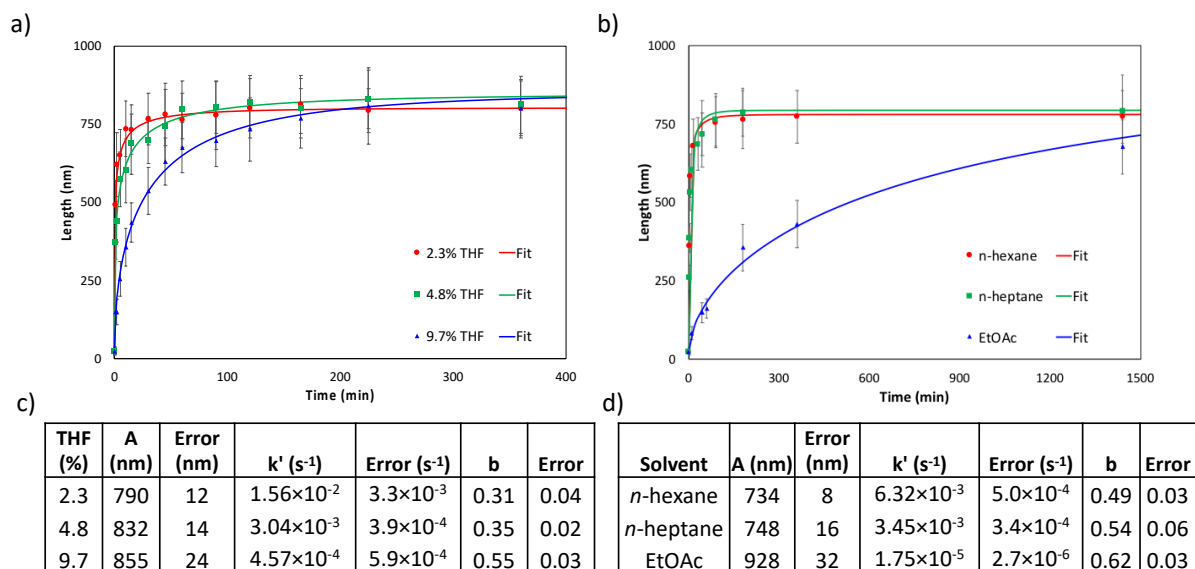 a)
1000
750
500
250
0
Length (nm)
0 100 200 300 400
Time (min)
2.3% THF Fit
4.8% THF Fit
9.7% THF Fit
b)
1000
750
500
250
0
Length (nm)
0 300 600 900 1200 1500
Time (min)
n-hexane Fit
n-heptane Fit
EtOAc Fit
c)
THF (%) A (nm) Error (nm) k' (s⁻¹) Error (s⁻¹) b Error
2.3 790 12 1.56×10⁻² 3.3×10⁻³ 0.31 0.04
4.8 832 14 3.04×10⁻³ 3.9×10⁻⁴ 0.35 0.02
9.7 855 24 4.57×10⁻⁴ 5.9×10⁻⁴ 0.55 0.03
d)
Solvent A (nm) Error (nm) k' (s⁻¹) Error (s⁻¹) b Error
n-hexane 734 8 6.32×10⁻³ 5.0×10⁻⁴ 0.49 0.03
n-heptane 748 16 3.45×10⁻³ 3.4×10⁻⁴ 0.54 0.06
EtOAc 928 32 1.75×10⁻⁵ 2.7×10⁻⁶ 0.62 0.03